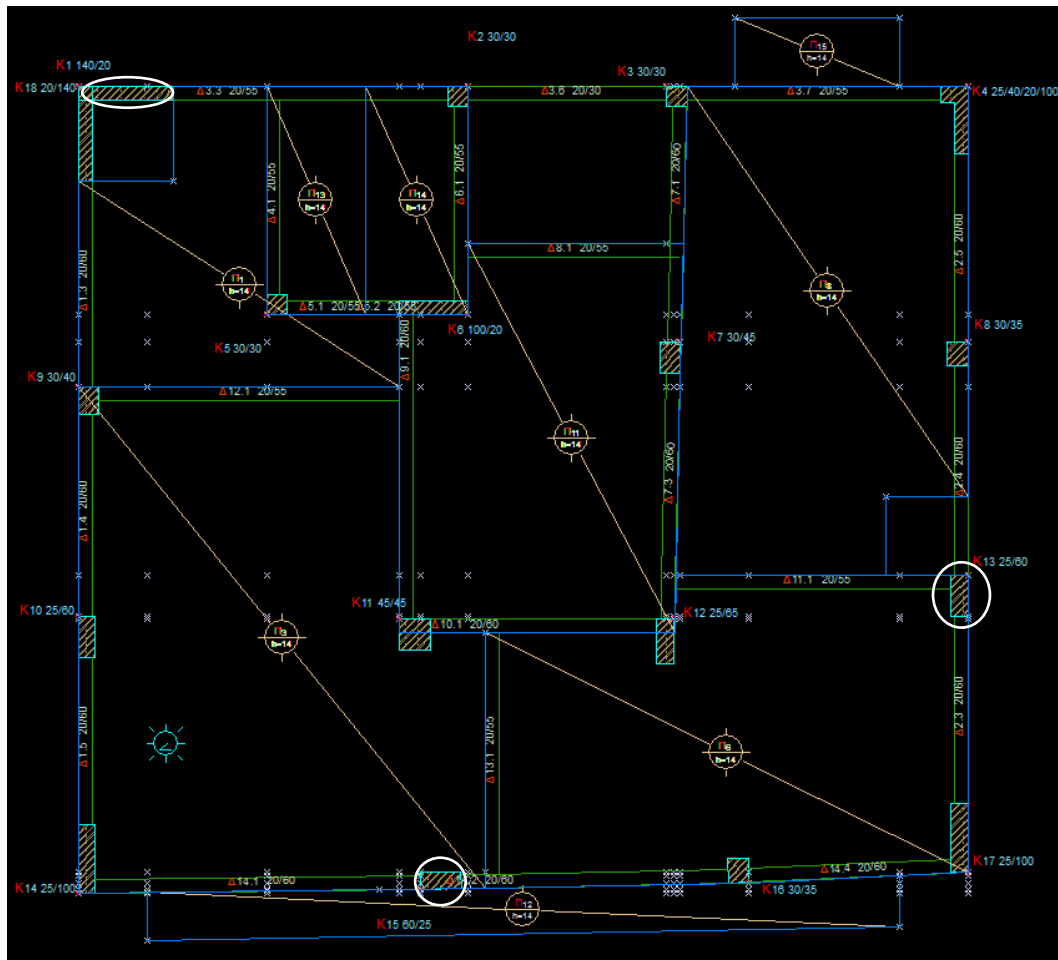 K2 30/30
Π15
h=14
K1 140/20
K3 30/30
K18 20/140
Δ3.3 20/55
Δ3.6 20/30
Δ3.7 20/55
K4 25/40/20/100
Δ4.1 20/55
Π13
h=14
Π14
h=14
Δ6.1 20/55
Δ7.1 20/60
Δ2.5 20/60
Δ8.1 20/55
Δ1.3 20/60
Π1
h=14
Π8
h=14
Δ5.1 20/55
5.2 20/55
K6 100/20
K5 30/30
Δ9.1 20/60
K7 30/45
K8 30/35
K9 30/40
Δ12.1 20/55
Π11
h=14
Δ1.4 20/60
Δ7.3 20/60
Δ2.4 20/60
K13 25/60
Δ11.1 20/55
K10 25/60
K11 45/45
K12 25/65
Δ10.1 20/60
Π3
h=14
Δ1.5 20/60
Δ13.1 20/55
Π6
h=14
Δ2.3 20/60
K14 25/100
Δ14.1 20/60
20/60
Δ14.4 20/60
K17 25/100
K16 30/35
Π12
h=14
K15 60/25